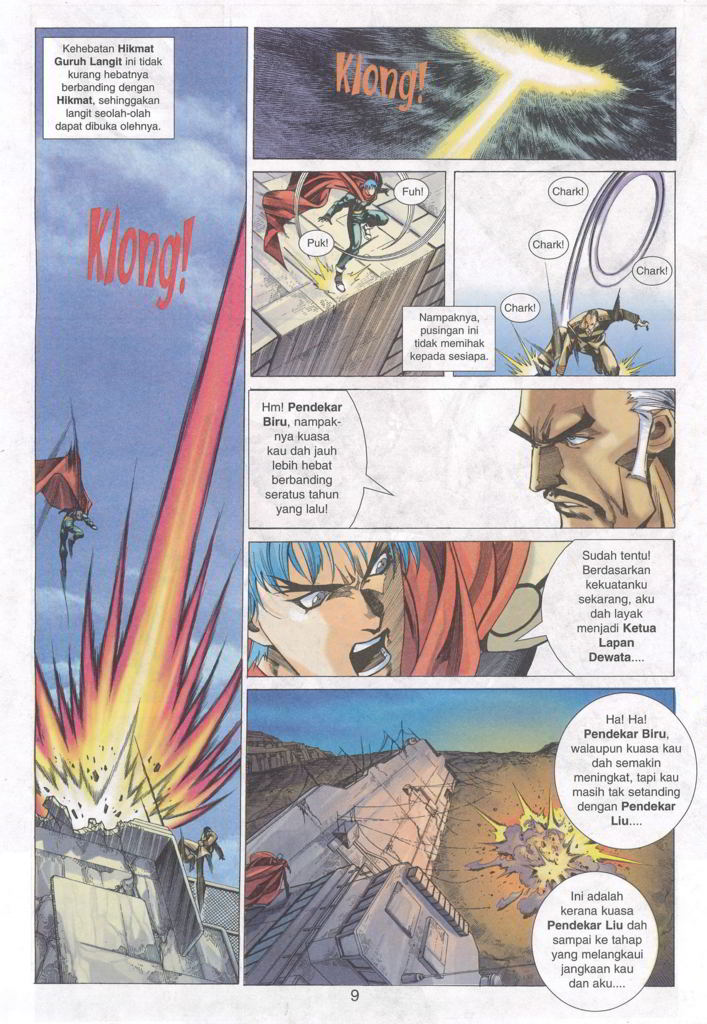 Kehebatan Hikmat
Guruh Langit ini tidak
kurang hebatnya
berbanding dengan
Hikmat, sehinggakan
langit seolah-olah
dapat dibuka olehnya.
Klong!
Klong!
Fuh!
Puk!
Nampaknya,
pusingan ini
tidak memihak
kepada sesiapa.
Chark!
Chark!
Chark!
Chark!
Hm! Pendekar
Biru, nampak-
nya kuasa
kau dah jauh
lebih hebat
berbanding
seratus tahun
yang lalu!
Sudah tentu!
Berdasarkan
kekuatanku
sekarang, aku
dah layak
menjadi Ketua
Lapan
Dewata....
Ha! Ha!
Pendekar Biru,
walaupun kuasa kau
dah semakin
meningkat, tapi kau
masih tak setanding
dengan Pendekar
Liu....
Ini adalah
kerana kuasa
Pendekar Liu dah
sampai ke tahap
yang melangkaui
jangkaan kau
dan aku....
9